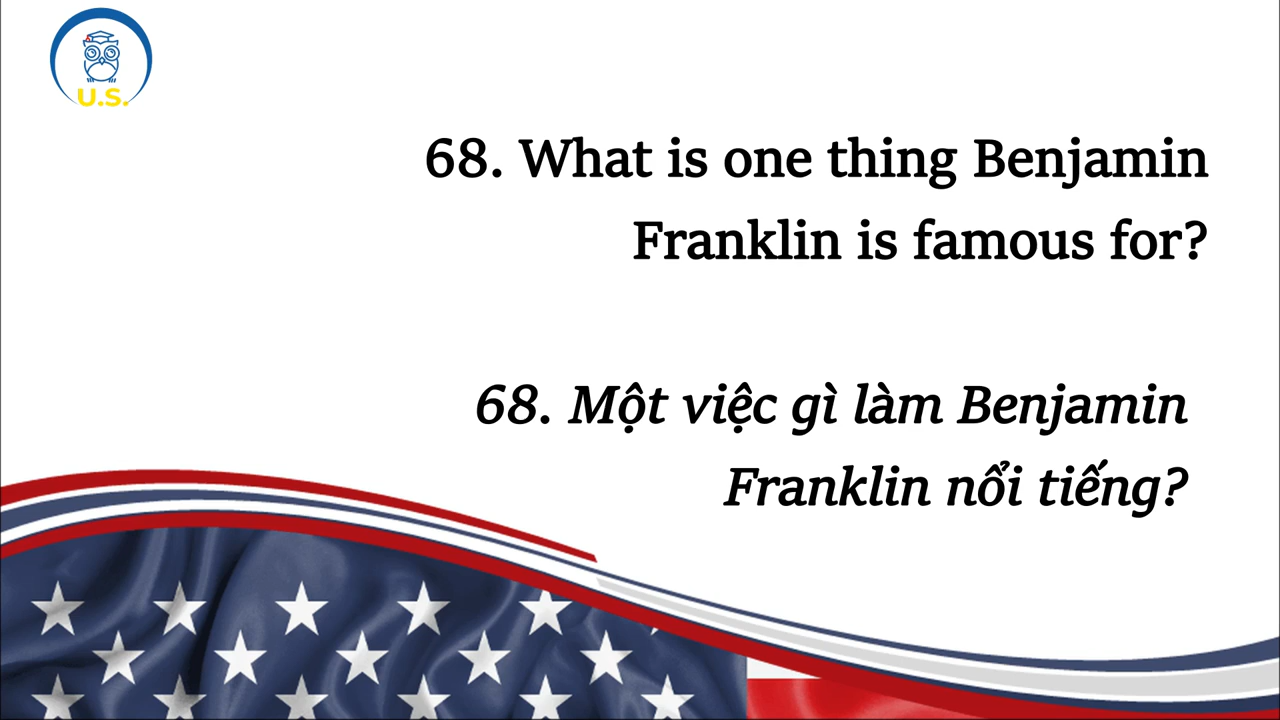 U.S.
68. What is one thing Benjamin
Franklin is famous for?
68. Một việc gì làm Benjamin
Franklin nổi tiếng?